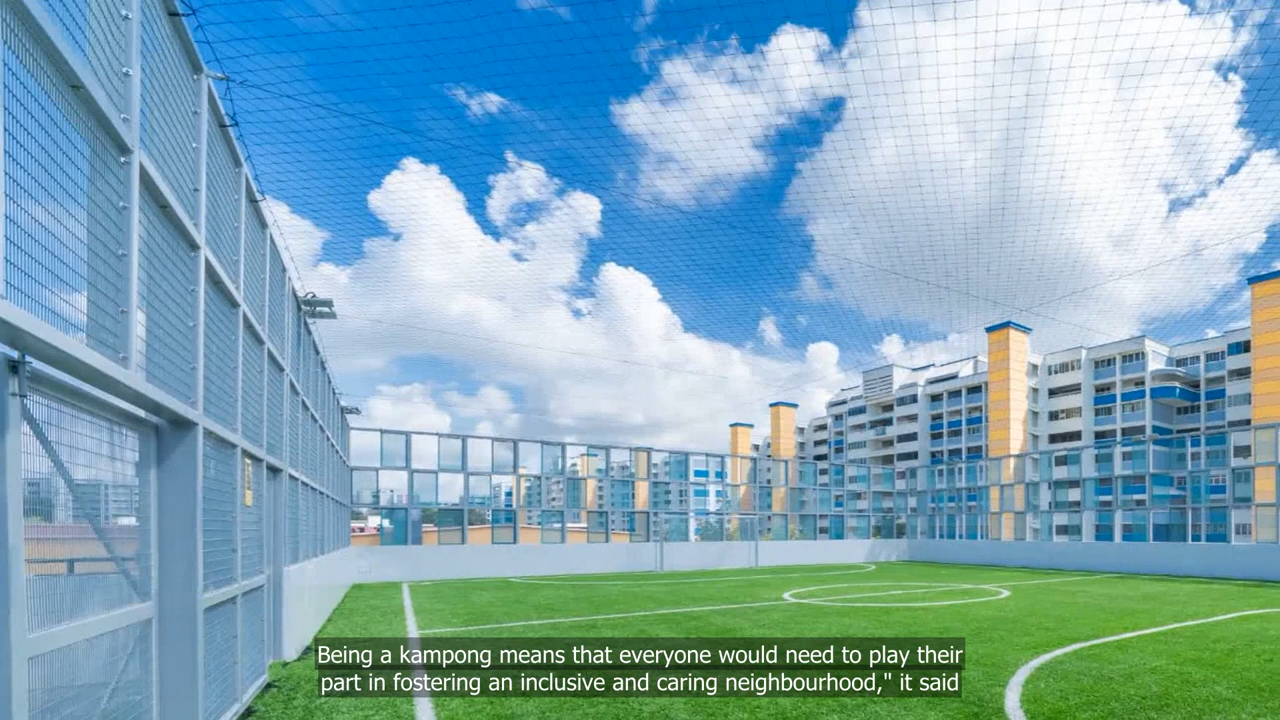 Being a kampong means that everyone would need to play their
part in fostering an inclusive and caring neighbourhood," it said